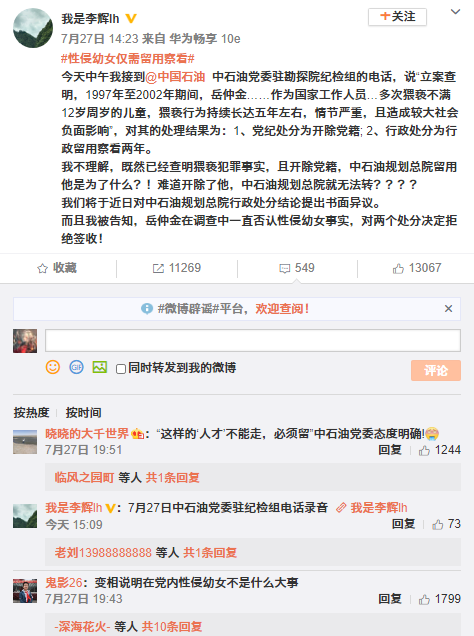 我是李辉lh
+关注
7月27日 14:23 来自 华为畅享 10e
#性侵幼女仅需留用察看#
今天中午我接到@中国石油 中石油党委驻勘探院纪检组的电话，说“立案查
明，1997年至2002年期间，岳仲金……作为国家工作人员…多次猥亵不满
12岁周岁的儿童，猥亵行为持续长达五年左右，情节严重，且造成较大社会
负面影响”，对其的处理结果为：1、党纪处分为开除党籍; 2、行政处分为行
政留用察看两年。
我不理解，既然已经查明猥亵犯罪事实，且开除党籍，中石油规划总院留用
他是为了什么？！难道开除了他，中石油规划总院就无法转？？？？
我们将于近日对中石油规划总院行政处分结论提出书面异议。
而且我被告知，岳仲金在调查中一直否认性侵幼女事实，对两个处分决定拒
绝签收！
收藏 11269 549 13067
#微博辟谣#平台，欢迎查阅！
GIF 同时转发到我的微博 评论
按热度 按时间
晓晓的大千世界：“这样的‘人才’不能走，必须留”中石油党委态度明确!
7月27日 19:51 回复 1244
临风之园町 等人 共1条回复
我是李辉lh：7月27日中石油党委驻纪检组电话录音 我是李辉lh
今天 15:09 回复 73
老刘13988888888 等人 共1条回复
鬼影26：变相说明在党内性侵幼女不是什么大事
7月27日 19:43 回复 1799
-深海花火- 等人 共10条回复